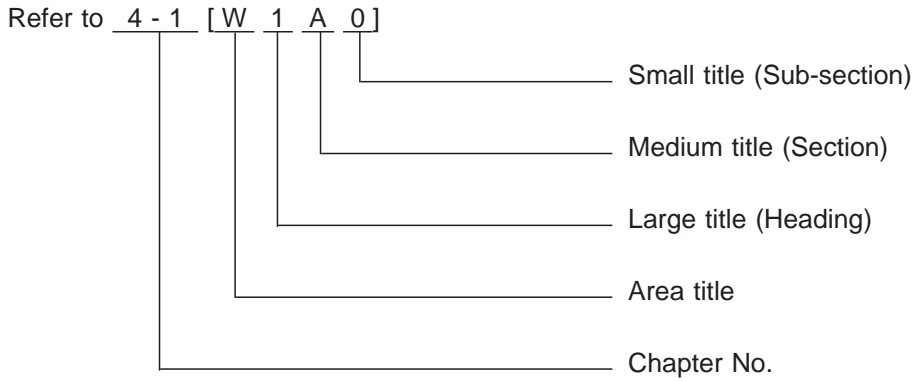 Refer to 4 - 1 [ W 1 A 0 ]
Small title (Sub-section)
Medium title (Section)
Large title (Heading)
Area title
Chapter No.